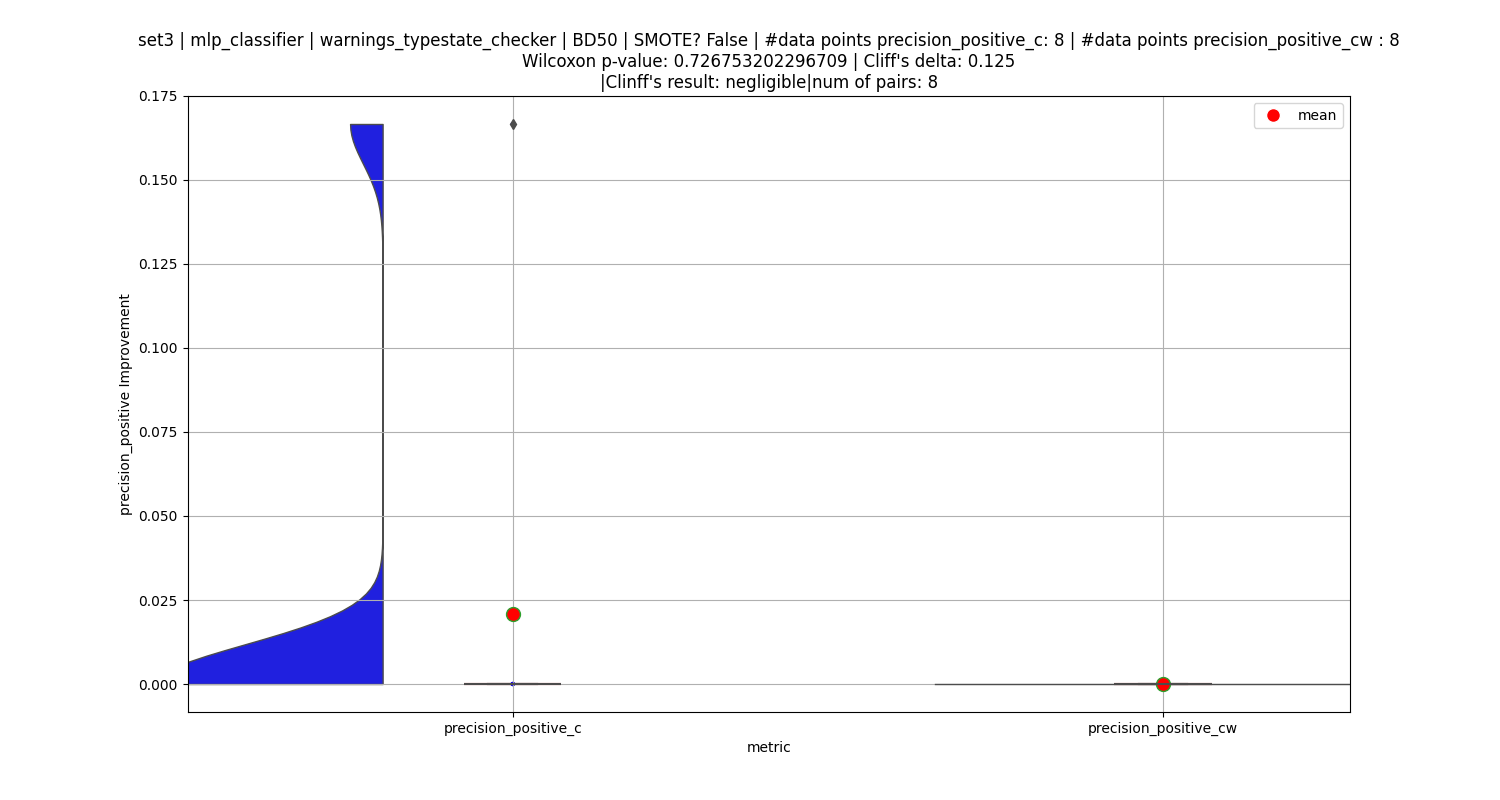 set3 | mlp_classifier | warnings_typestate_checker | BD50 | SMOTE? False | #data points precision_positive_c: 8 | #data points precision_positive_cw : 8
Wilcoxon p-value: 0.726753202296709 | Cliff's delta: 0.125
|Clinff's result: negligible|num of pairs: 8
mean
0.175
0.150
0.125
0.100
0.075
0.050
0.025
0.000
precision_positive Improvement
precision_positive_c
precision_positive_cw
metric